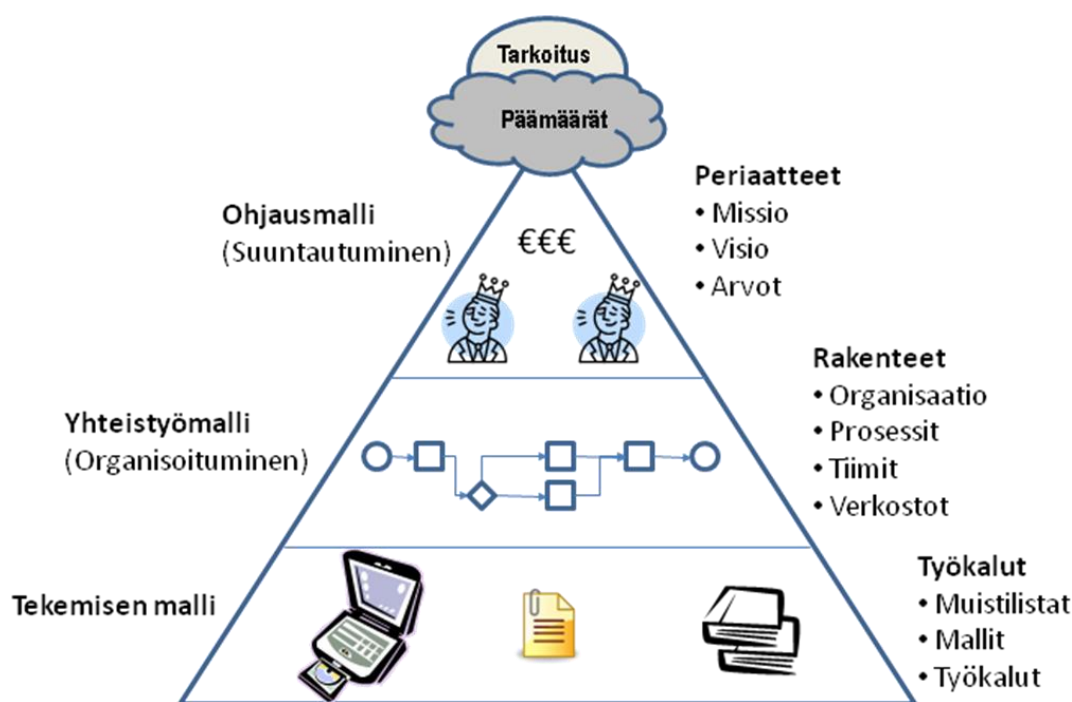 Tarkoitus
Päämäärät
Ohjausmalli
(Suuntautuminen)
€€€
Periaatteet
• Missio
• Visio
• Arvot
Yhteistyömalli
(Organisoituminen)
Rakenteet
• Organisaatio
• Prosessit
• Tiimit
• Verkostot
Tekemisen malli
Työkalut
• Muistilistat
• Mallit
• Työkalut